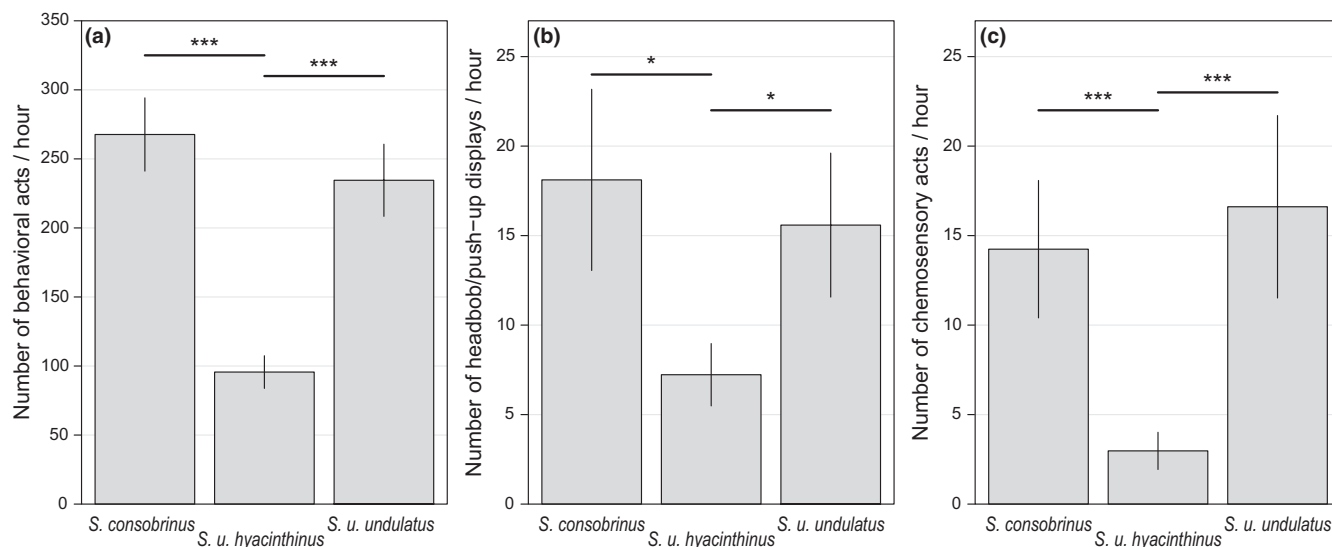 (a)
Number of behavioral acts / hour
350
300
250
200
150
100
50
0
***
***
S. consobrinus
S. u. hyacinthinus
S. u. undulatus
(b)
Number of headbob/push−up displays / hour
25
20
15
10
5
0
*
*
S. consobrinus
S. u. hyacinthinus
S. u. undulatus
(c)
Number of chemosensory acts / hour
25
20
15
10
5
0
***
***
S. consobrinus
S. u. hyacinthinus
S. u. undulatus